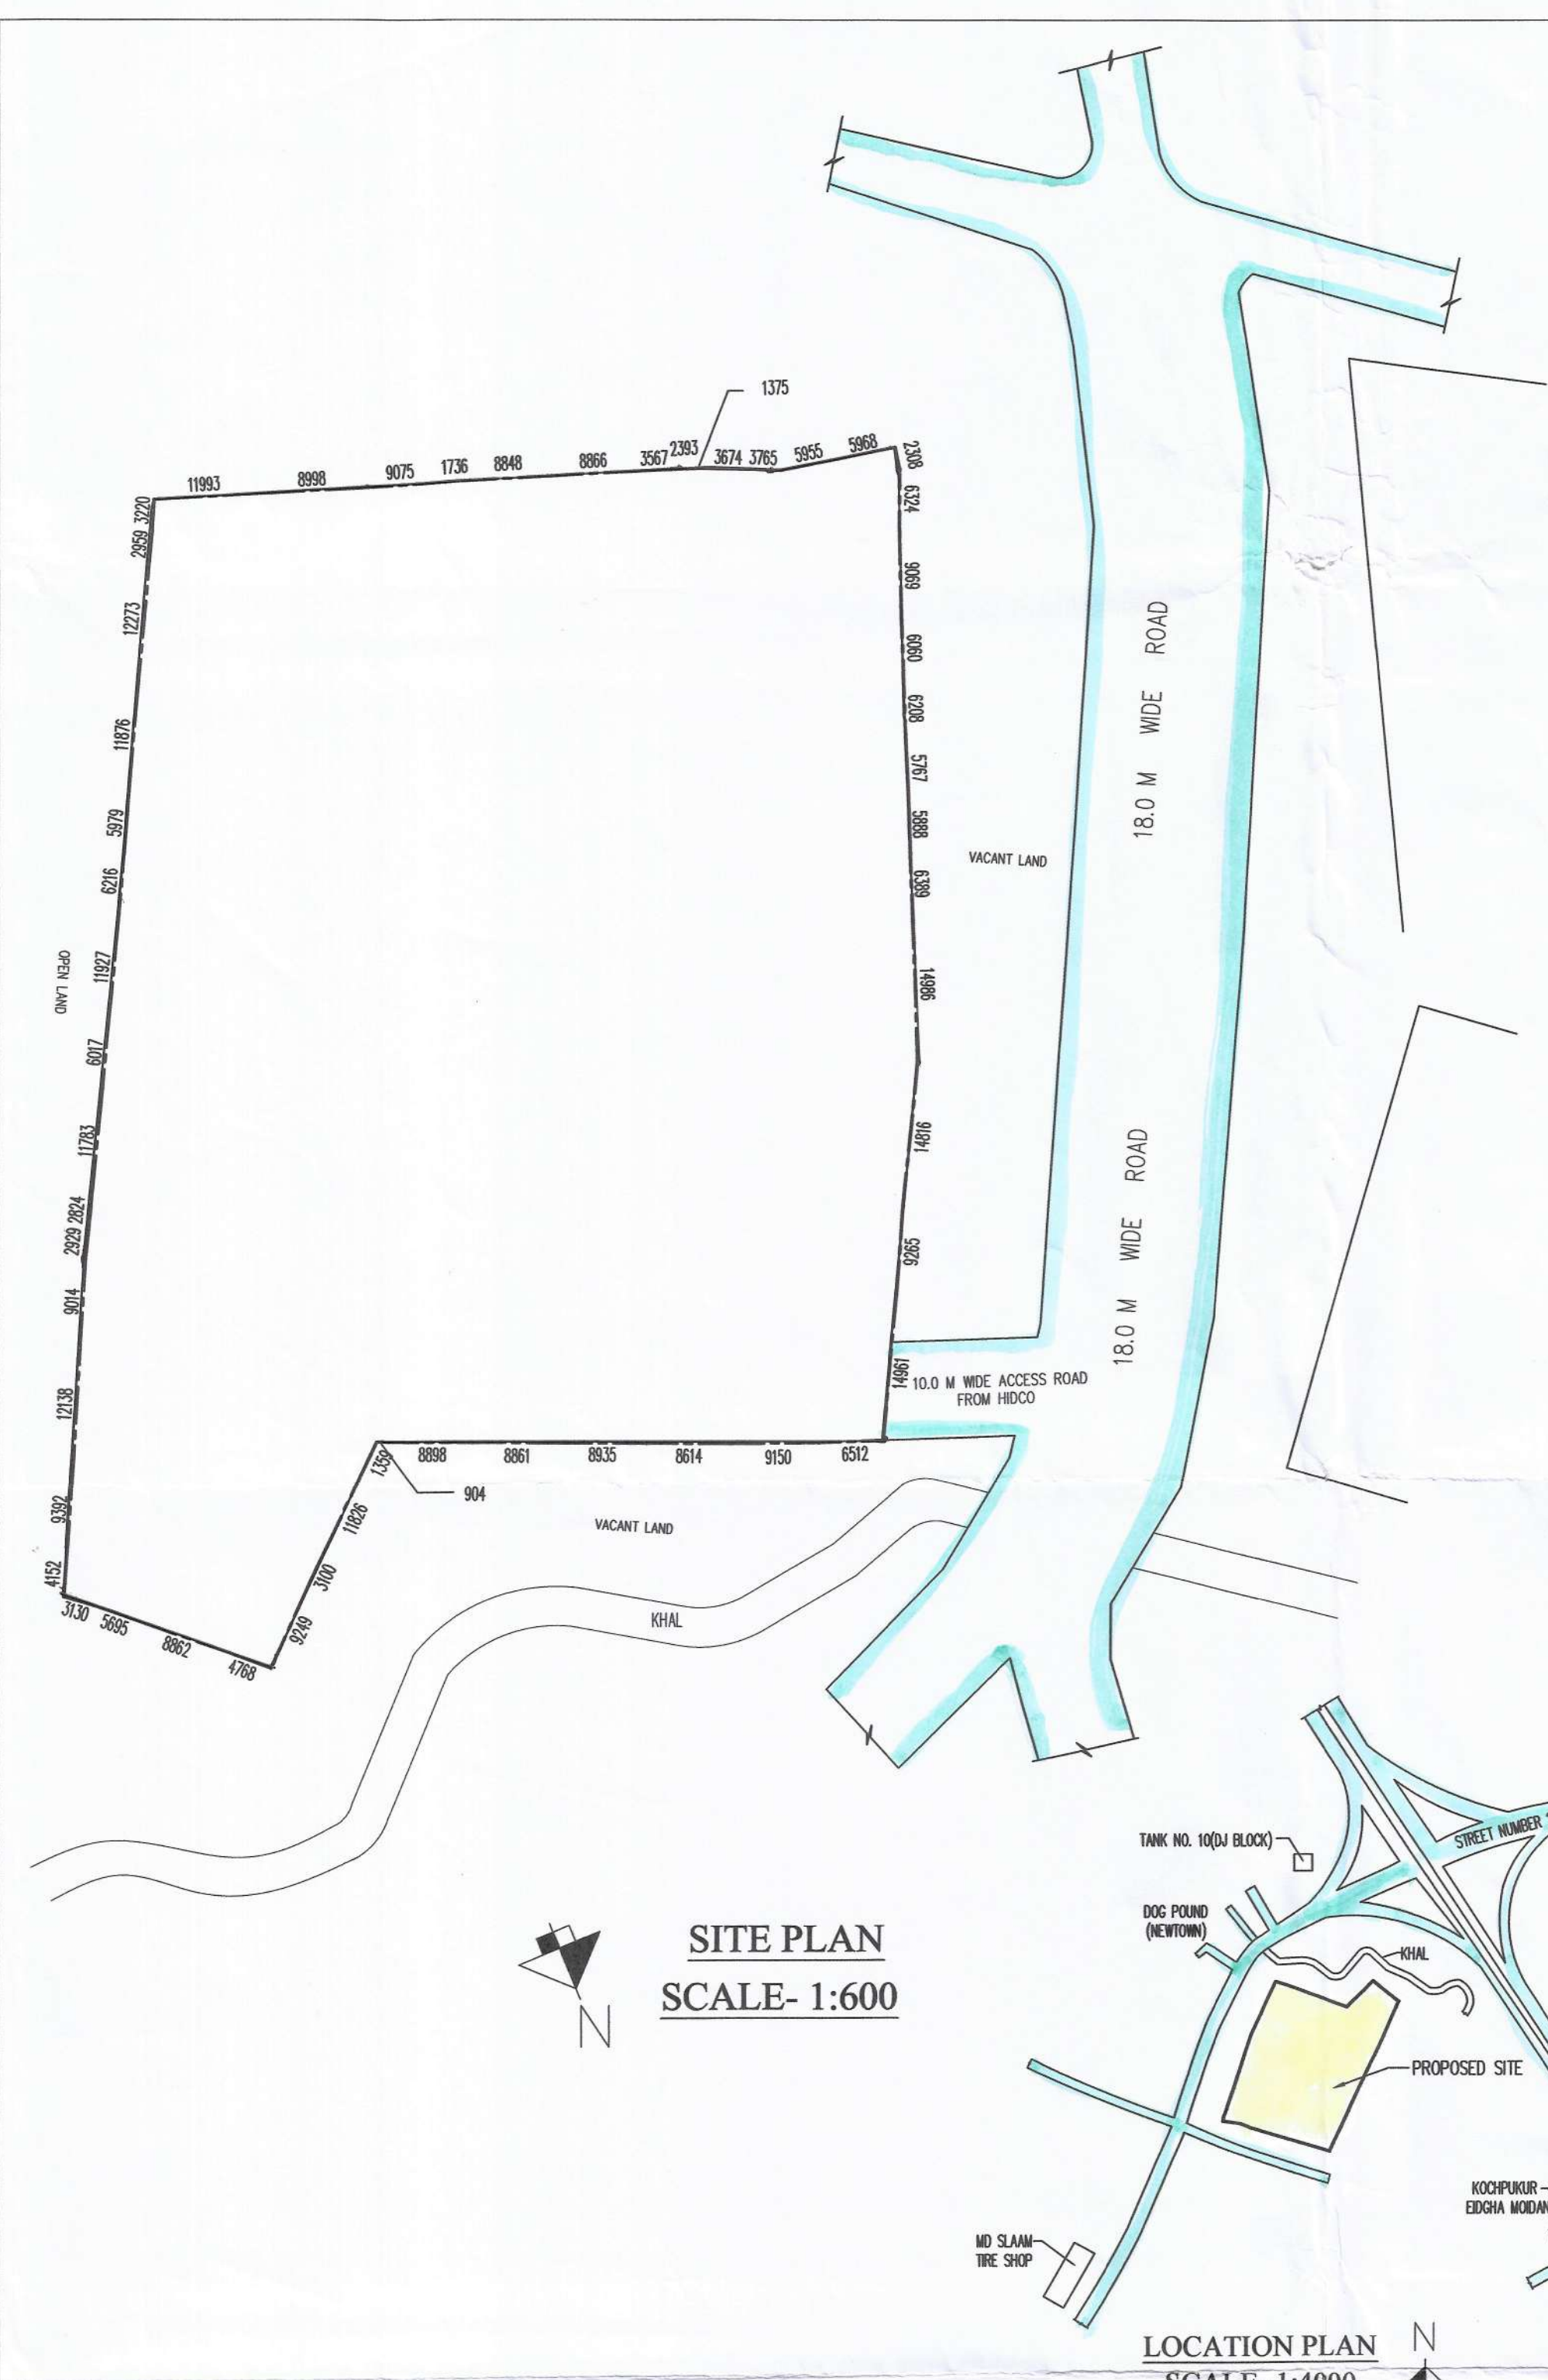 1375
11993
8998
9075
1736
8848
8866
3567
2393
3674
3765
5955
5968
2308
6324
9069
6060
6208
5767
5888
6389
14986
14816
9265
14961
3220
2959
12273
11876
5979
6216
11927
6017
11783
2824
2929
9014
12138
9392
4152
3130
5695
8862
4768
9249
3100
11826
1359
904
8898
8861
8935
8614
9150
6512
OPEN LAND
VACANT LAND
18.0 M WIDE ROAD
18.0 M WIDE ROAD
10.0 M WIDE ACCESS ROAD
FROM HIDCO
VACANT LAND
KHAL
SITE PLAN
SCALE- 1:600
N
TANK NO. 10(DJ BLOCK)
STREET NUMBER
DOG POUND
(NEWTOWN)
KHAL
PROPOSED SITE
KOCHPUKUR
EIDGHA MOIDAN
MD SLAAM
TIRE SHOP
LOCATION PLAN
N
SCALE- 1:4000